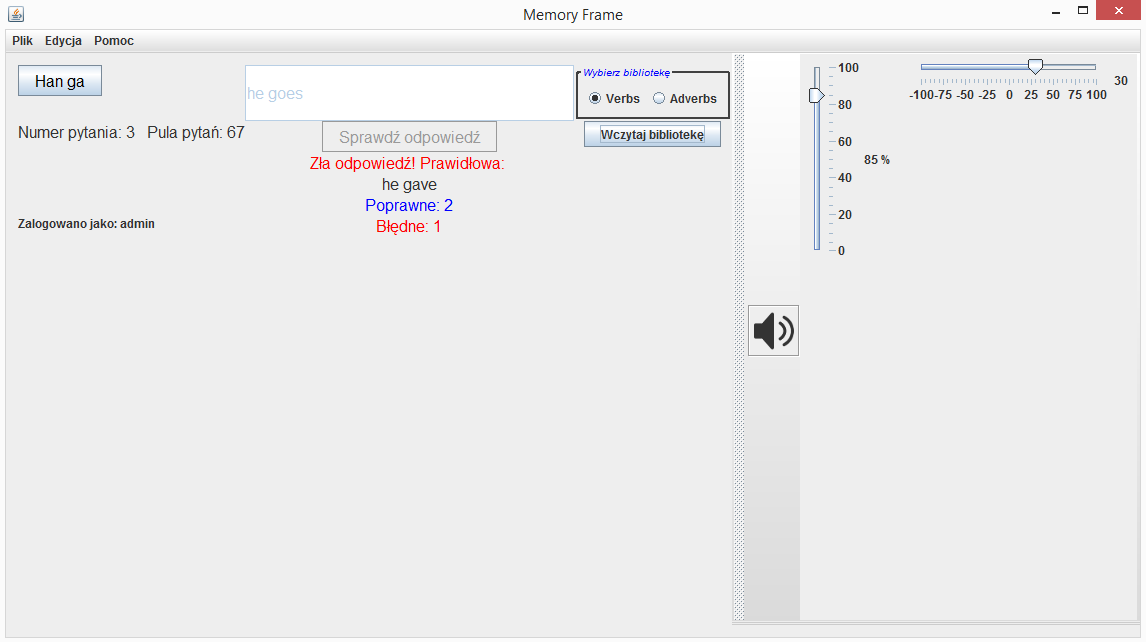 Memory Frame
Plik Edycja Pomoc
Han ga
he goes
Wybierz bibliotekę
Verbs Adverbs
Numer pytania: 3 Pula pytań: 67
Sprawdź odpowiedź
Wczytaj bibliotekę
Zła odpowiedź! Prawidłowa:
he gave
Poprawne: 2
Błędne: 1
Zalogowano jako: admin
100
80
60
40
20
0
85 %
-100 -75 -50 -25 0 25 50 75 100
30